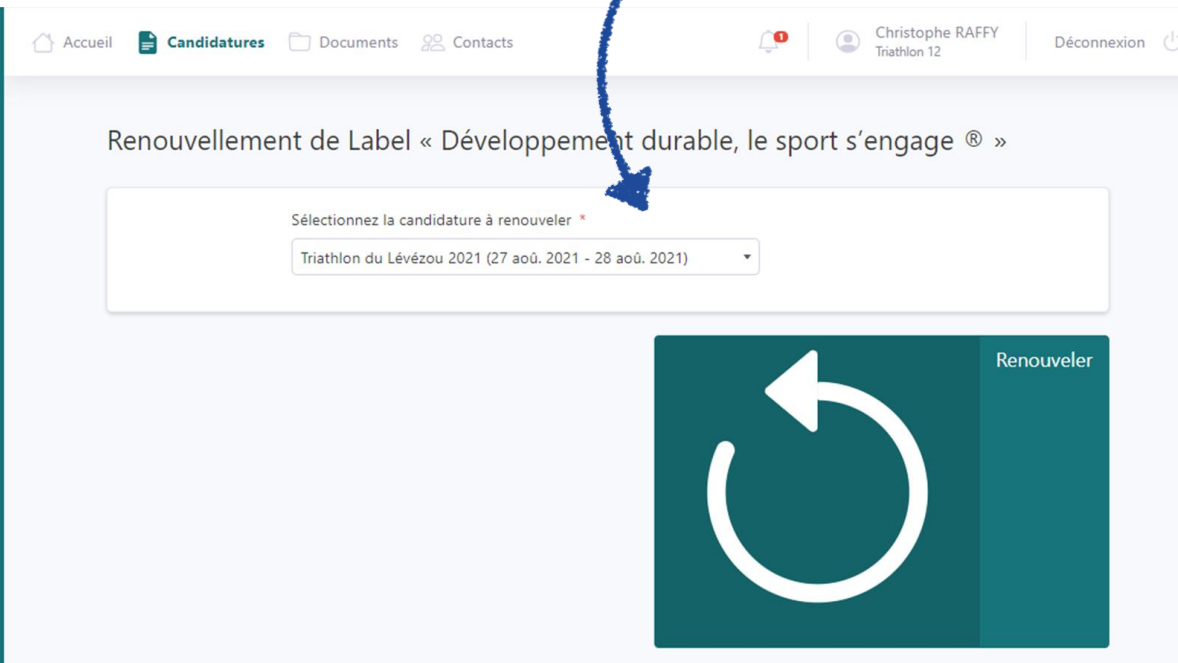 Accueil Candidatures Documents Contacts 1 Christophe RAFFY Déconnexion
Triathlon 12
Renouvellement de Label « Développement durable, le sport s’engage ® »
Sélectionnez la candidature à renouveler *
Triathlon du Lévézou 2021 (27 aoû. 2021 - 28 aoû. 2021)
Renouveler